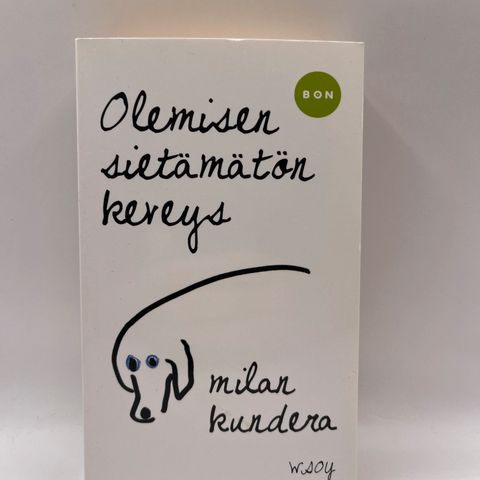 BON
Olemisen
sietämätön
keveys
milan
kundera
WSOY